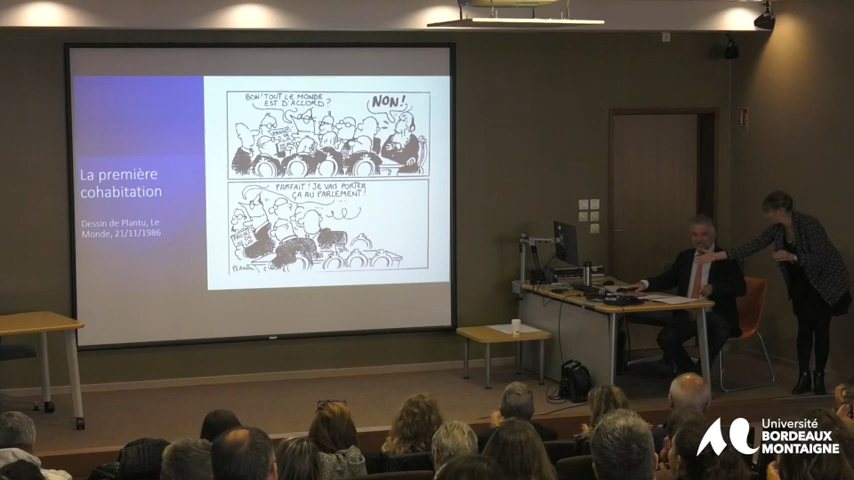 La première
cohabitation
Dessin de Plantu, Le
Monde, 21/11/1986
BON! TOUT LE MONDE
EST D'ACCORD?
NON!
PARFAIT! JE VAIS PORTER
ÇA AU PARLEMENT!
Université
BORDEAUX
MONTAIGNE